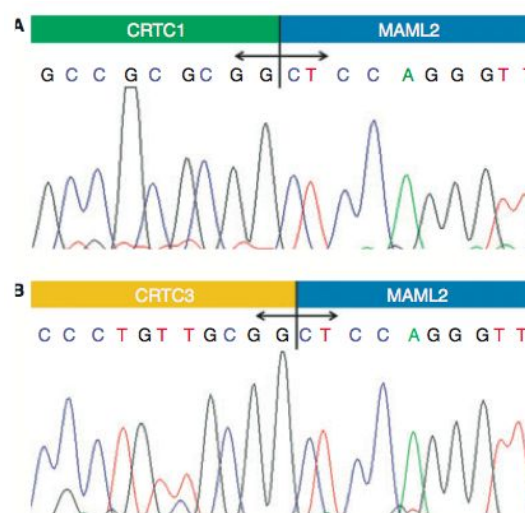 A
CRTC1 MAML2
G C C G C G C G G C T C C A G G G T T
B
CRTC3 MAML2
C C C T G T T G C G G C T C C A G G G T T